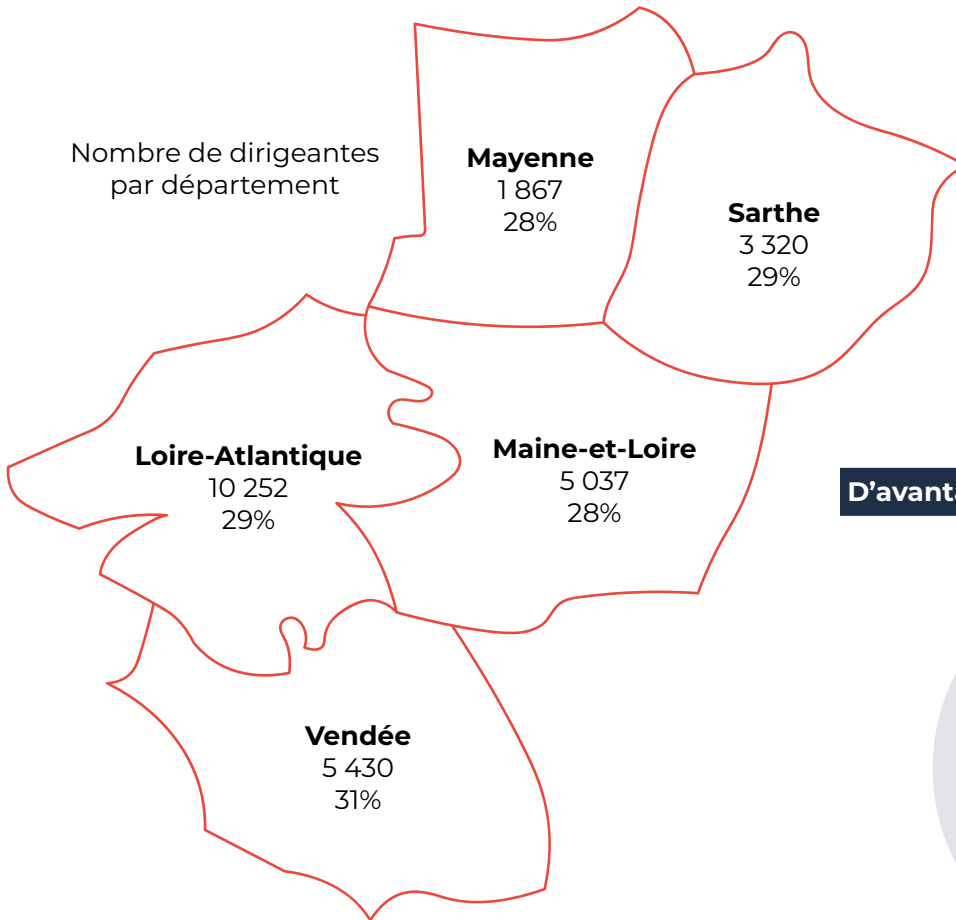 Nombre de dirigeantes
par département
Mayenne
1 867
28%
Sarthe
3 320
29%
Loire-Atlantique
10 252
29%
Maine-et-Loire
5 037
28%
D’avanta
Vendée
5 430
31%